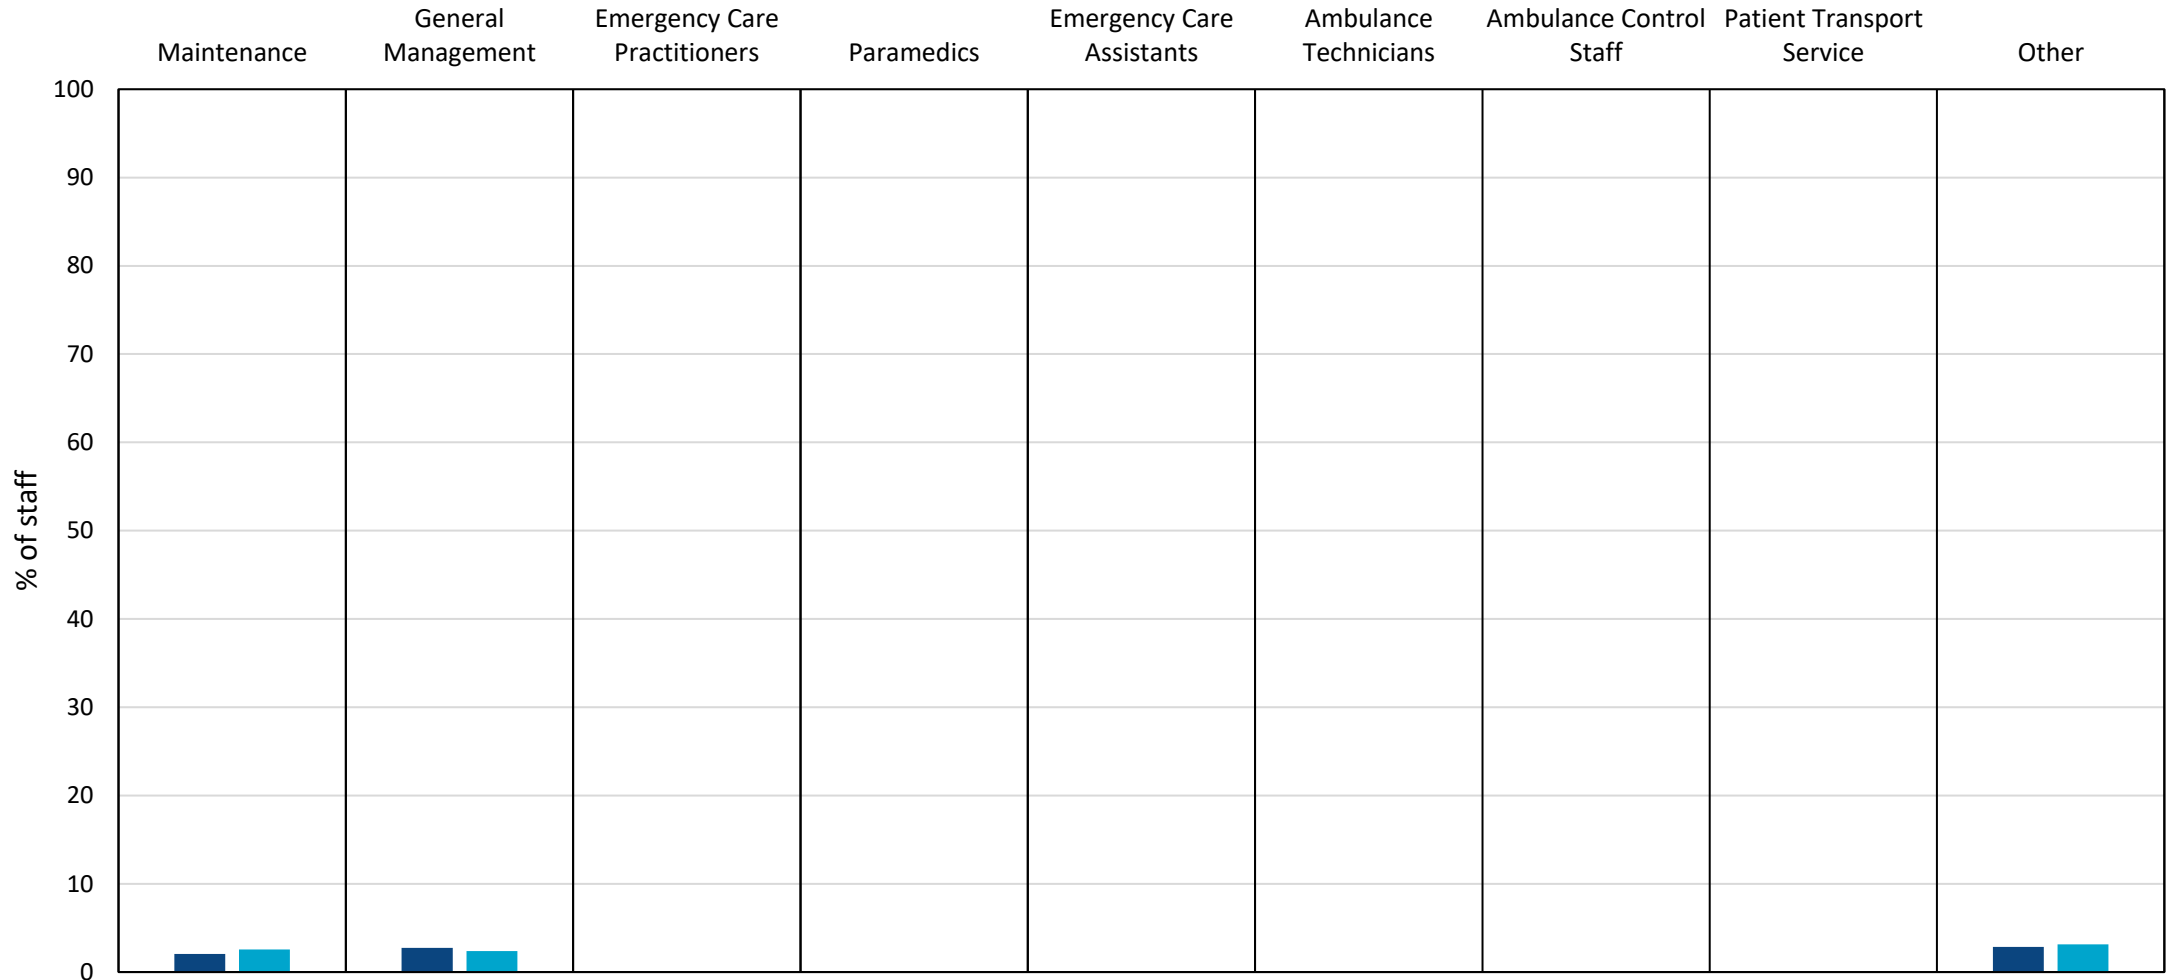 Maintenance
General
Management
Emergency Care
Practitioners
Paramedics
Emergency Care
Assistants
Ambulance
Technicians
Ambulance Control
Staff
Patient Transport
Service
Other
100
90
80
70
60
50
40
30
20
10
0
% of staff